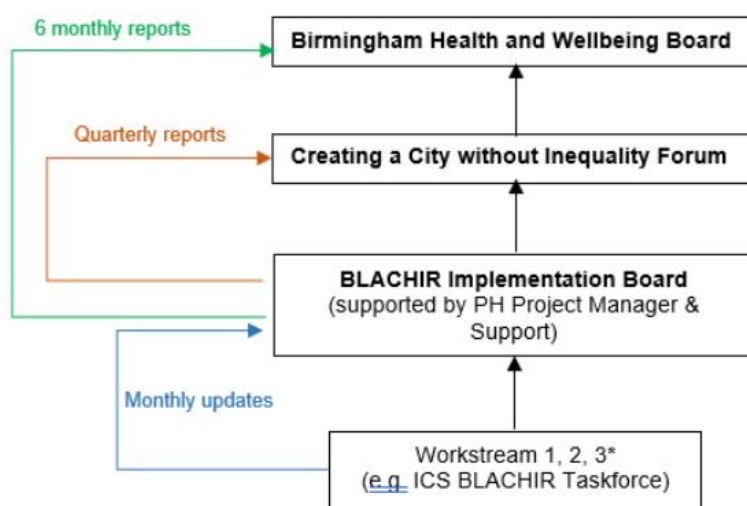 6 monthly reports
Birmingham Health and Wellbeing Board
Quarterly reports
Creating a City without Inequality Forum
BLACHIR Implementation Board
(supported by PH Project Manager &
Support)
Monthly updates
Workstream 1, 2, 3*
(e.g. ICS BLACHIR Taskforce)